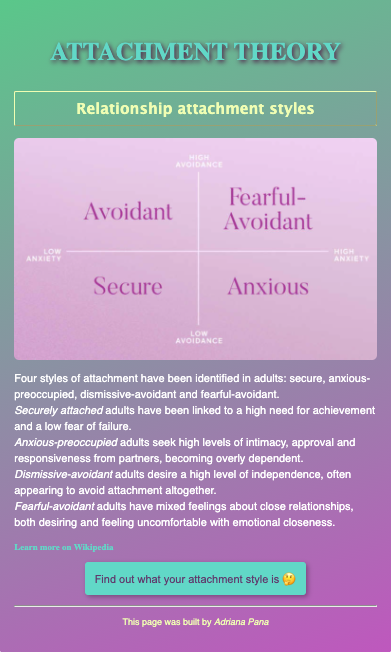 ATTACHMENT THEORY
Relationship attachment styles
HIGH
AVOIDANCE
Avoidant
Fearful-
Avoidant
LOW
ANXIETY
HIGH
ANXIETY
Secure
Anxious
LOW
AVOIDANCE
Four styles of attachment have been identified in adults: secure, anxious-
preoccupied, dismissive-avoidant and fearful-avoidant.
Securely attached adults have been linked to a high need for achievement
and a low fear of failure.
Anxious-preoccupied adults seek high levels of intimacy, approval and
responsiveness from partners, becoming overly dependent.
Dismissive-avoidant adults desire a high level of independence, often
appearing to avoid attachment altogether.
Fearful-avoidant adults have mixed feelings about close relationships,
both desiring and feeling uncomfortable with emotional closeness.
Learn more on Wikipedia
Find out what your attachment style is 🤔
This page was built by Adriana Pana